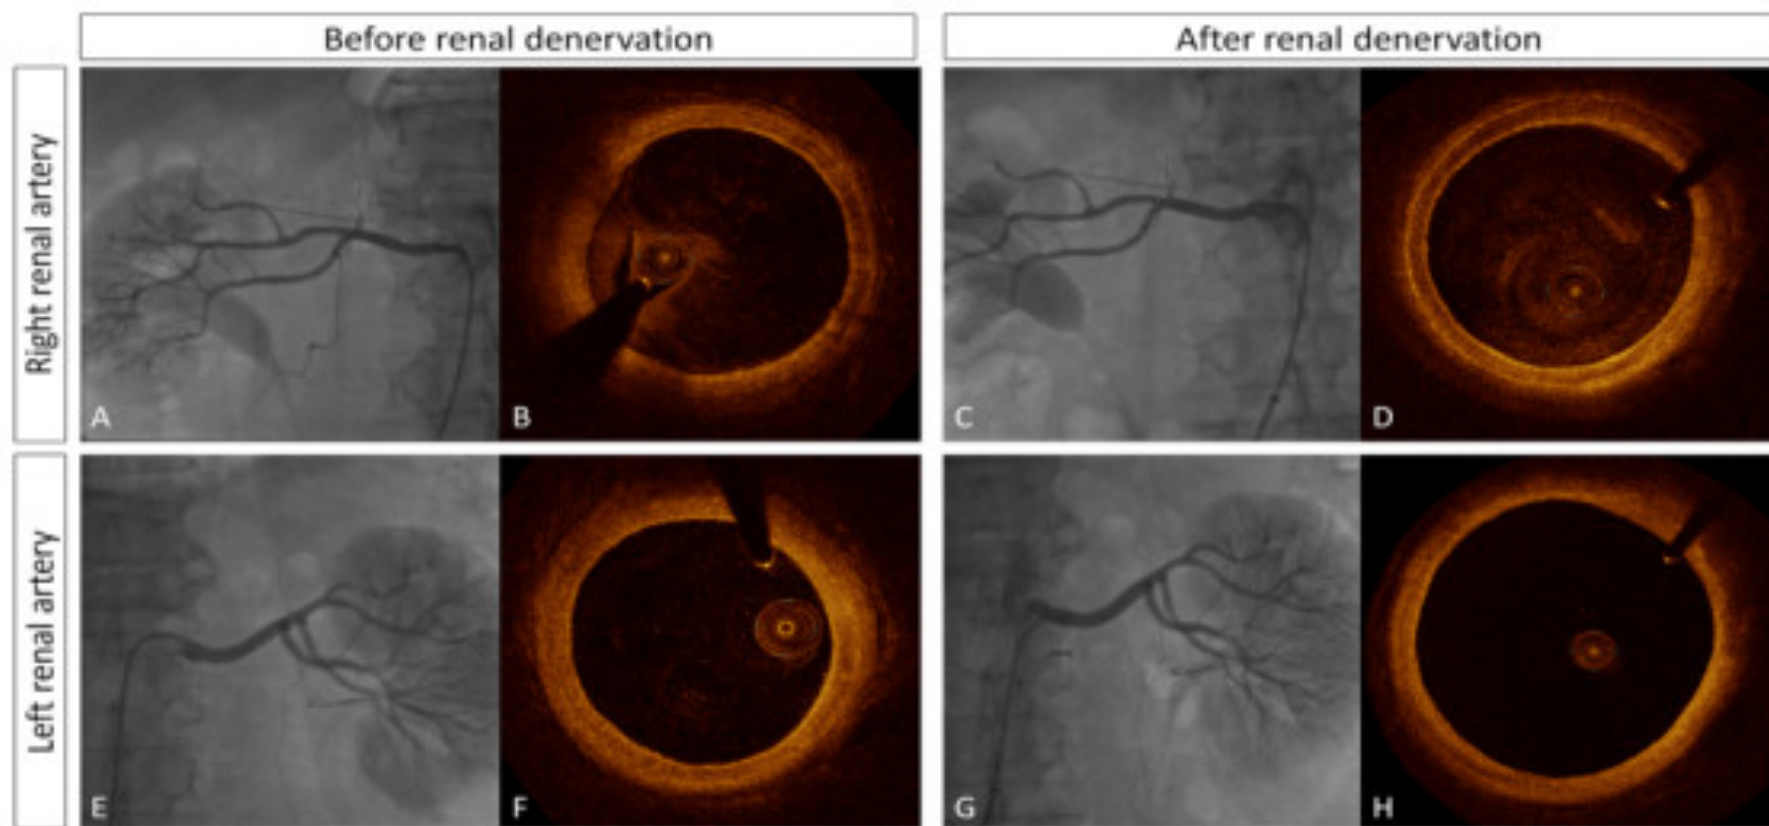 Before renal denervation
After renal denervation
Right renal artery
A
B
C
D
Left renal artery
E
F
G
H